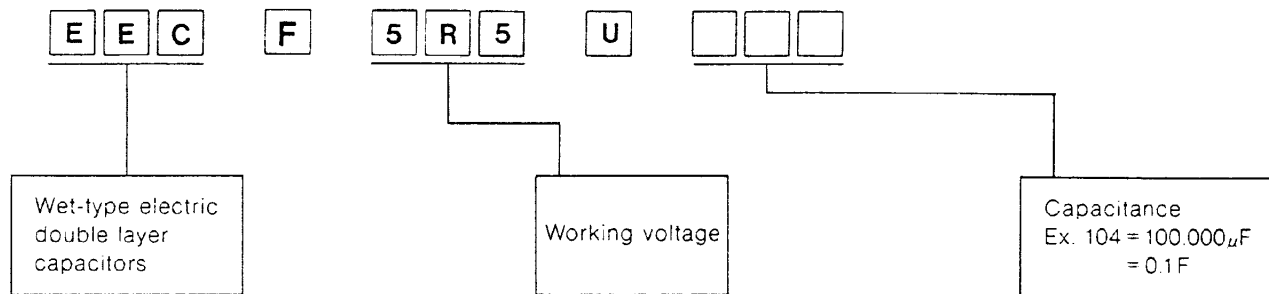 E E C F 5 R 5 U
Wet-type electric
double layer
capacitors
Working voltage
Capacitance
Ex. 104 = 100.000μF
= 0.1F